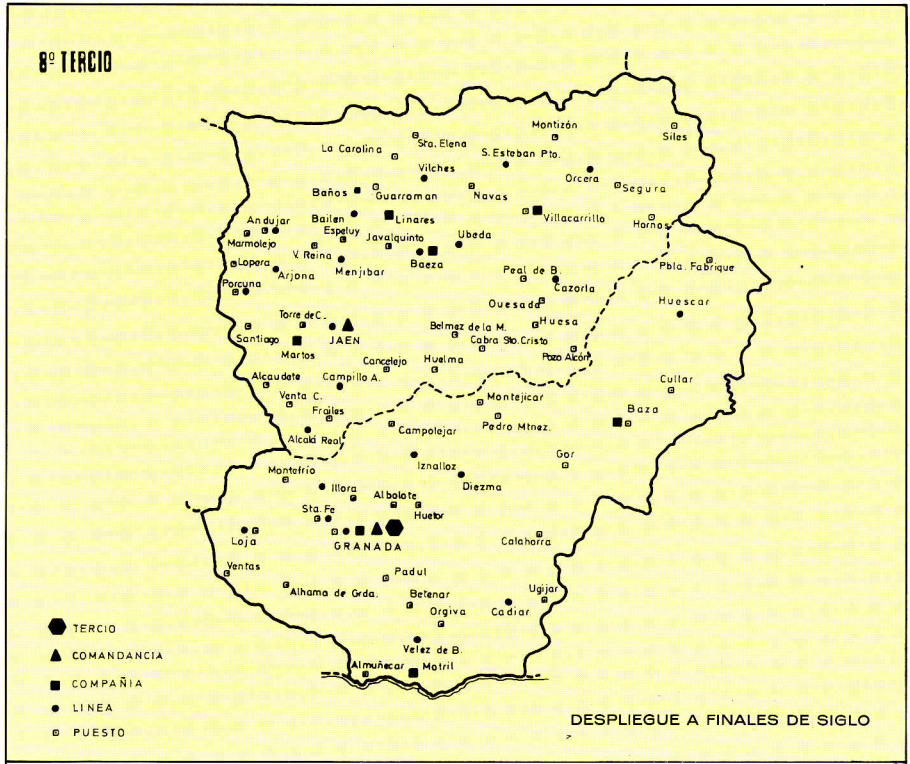 8º TERCIO
Montizón
Siles
Sta. Elena
La Carolina
S. Esteban Pto.
Vilches
Orcera
Segura
Baños
Guarroman
Navas
Bailen
Linares
Villacarrillo
Hornos
Andujar
Marmolejo
Espeluy
Javalquinto
Ubeda
V. Reina
Menjibar
Baeza
Lopera
Arjona
Porcuna
Peal de B.
Cazorla
Pbla. Fabrique
Huescar
Quesada
Torre de C.
Santiago
JAEN
Belmez de la M.
Huesa
Martos
Cabra Sto. Cristo
Pozo Alcón
Cancelejo
Huelma
Alcaudete
Campillo A.
Cullar
Venta C.
Frailes
Montejicar
Baza
Pedro Mtnez.
Alcalá Real
Campolejar
Iznalloz
Gor
Montefrío
Diezma
Illora
Albolote
Sta. Fe
Huetor
Loja
GRANADA
Calahorra
Ventas
Padul
Alhama de Grda.
Betenar
Ugijar
Orgiva
Cadiar
Velez de B.
Almuñecar
Motril
TERCIO
COMANDANCIA
COMPAÑIA
LINEA
PUESTO
DESPLIEGUE A FINALES DE SIGLO